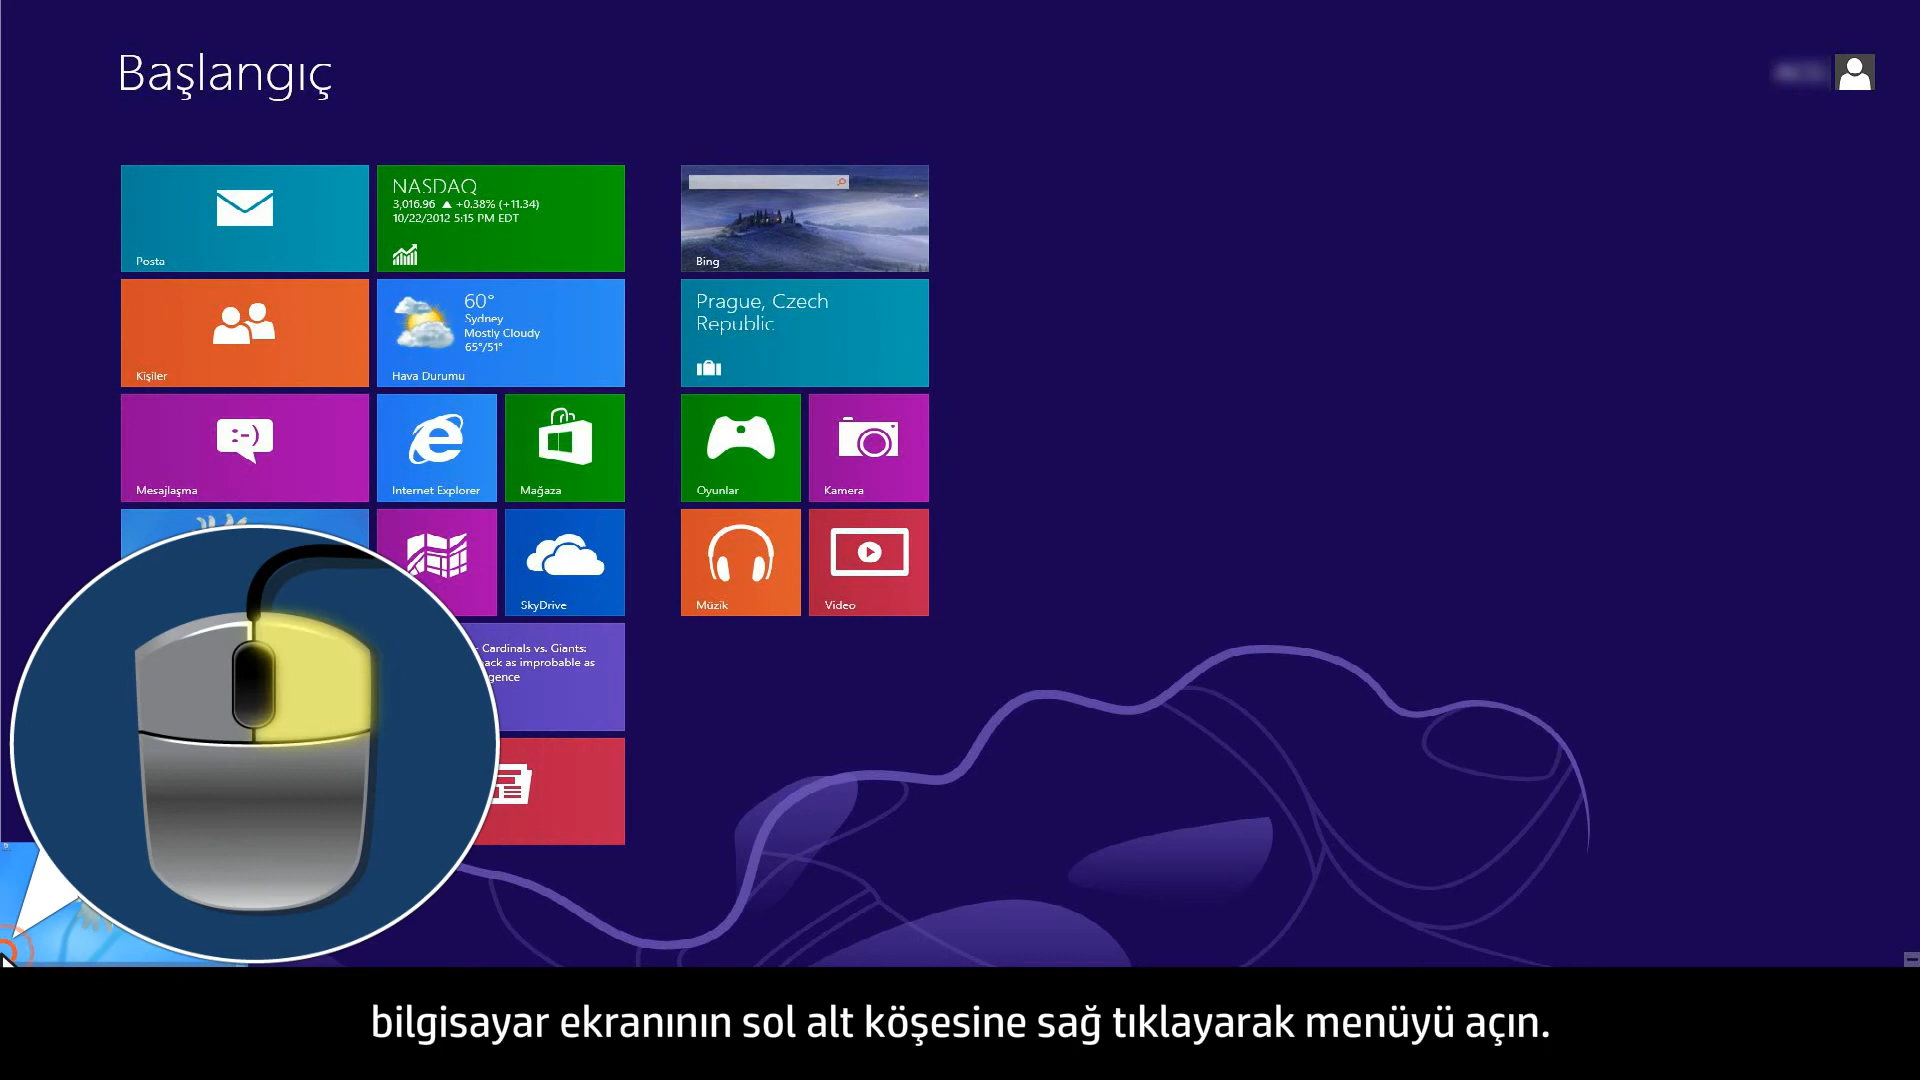 Başlangıç
Posta
NASDAQ
3,016.96 ▲ +0.38% (+11.34)
10/22/2012 5:15 PM EDT
Bing
Kişiler
60°
Sydney
Mostly Cloudy
65°/51°
Hava Durumu
Prague, Czech
Republic
:-)
Mesajlaşma
Internet Explorer
Mağaza
Oyunlar
Kamera
SkyDrive
Müzik
Video
Cardinals vs. Giants:
as improbable as
bilgisayar ekranının sol alt köşesine sağ tıklayarak menüyü açın.